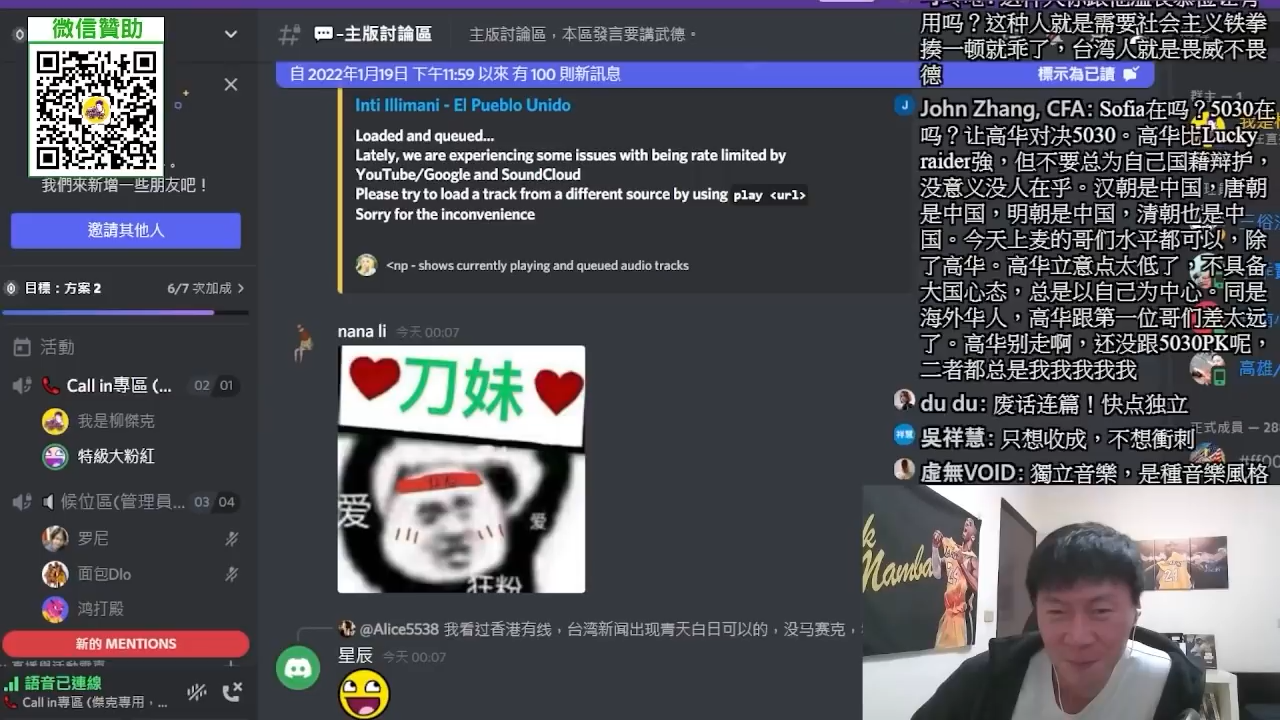 微信贊助
我們來新增一些朋友吧！
邀請其他人
目標：方案 2
6/7 次加成
活動
Call in專區 (...
02 01
我是柳傑克
特級大粉紅
候位區(管理員...
03 04
罗尼
面包Dlo
鸿打殿
新的 MENTIONS
語音已連線
Call in專區 (傑克專用，...
-主版討論區
主版討論區，本區發言要講武德。
自 2022年1月19日 下午11:59 以來 有 100 則新訊息
標示為已讀
Inti Illimani - El Pueblo Unido
Loaded and queued...
Lately, we are experiencing some issues with being rate limited by
YouTube/Google and SoundCloud
Please try to load a track from a different source by using play <url>
Sorry for the inconvenience
<np - shows currently playing and queued audio tracks
nana li 今天 00:07
刀妹
爱
爱
狂粉
@Alice5538 我看过香港有线，台湾新闻出现青天白日可以的，没马赛克，
星辰 今天 00:07
用吗？这种人就是需要社会主义铁拳
揍一顿就乖了，台湾人就是畏威不畏
德
John Zhang, CFA: Sofia在吗？5030在
吗？让高华对决5030。高华比Lucky
raider強，但不要总为自己国藉辩护，
没意义没人在乎。汉朝是中国，唐朝
是中国，明朝是中国，清朝也是中
国。今天上麦的哥们水平都可以，除
了高华。高华立意点太低了，不具备
大国心态，总是以自己为中心。同是
海外华人，高华跟第一位哥们差太远
了。高华别走啊，还没跟5030PK呢，
二者都总是我我我我我
du du: 废话连篇！快点独立
吳祥慧: 只想收成，不想衝刺
虛無VOID: 獨立音樂，是種音樂風格
高雄/
正式成員 — 28
#ff00
Namba